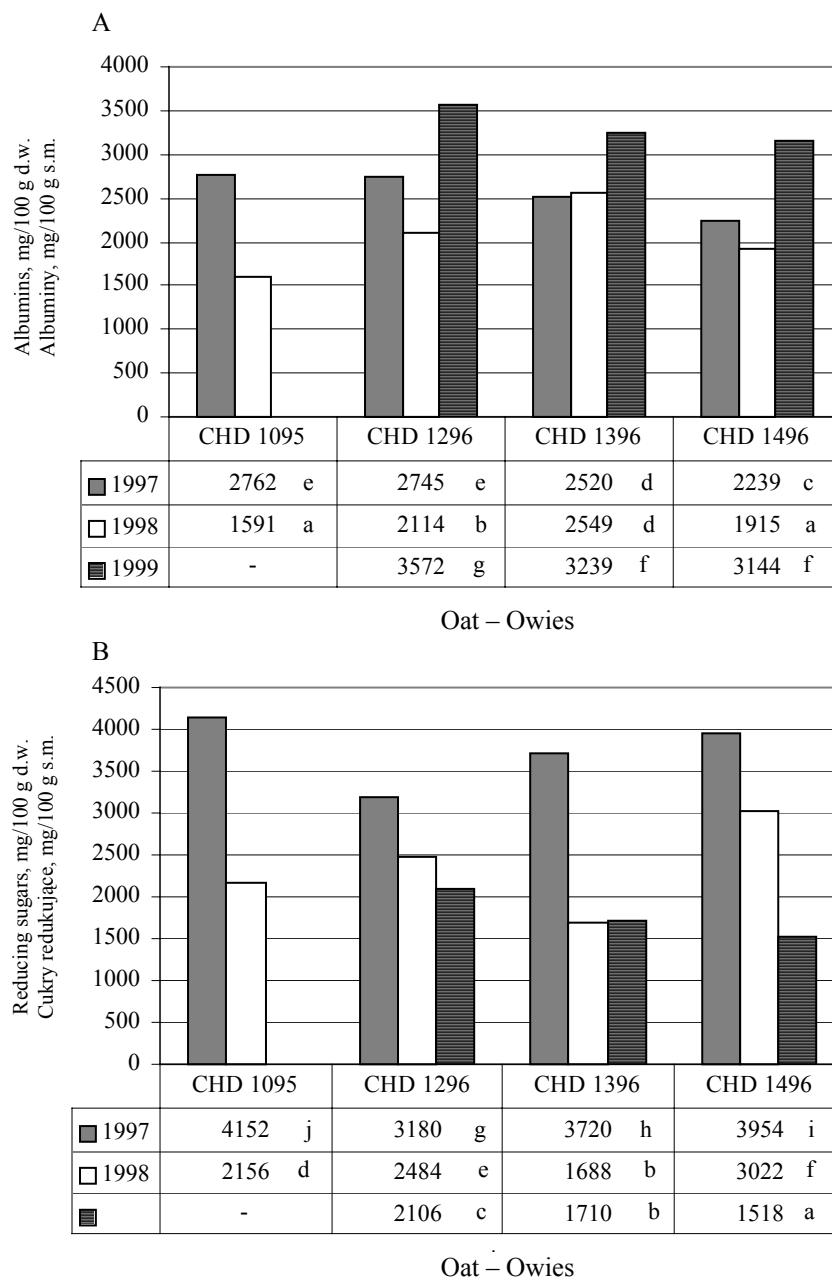 A
Albumins, mg/100 g d.w.
Albuminy, mg/100 g s.m.
4000
3500
3000
2500
2000
1500
1000
500
0
CHD 1095 CHD 1296 CHD 1396 CHD 1496
1997 2762 e 2745 e 2520 d 2239 c
1998 1591 a 2114 b 2549 d 1915 a
1999 - 3572 g 3239 f 3144 f
Oat – Owies
B
Reducing sugars, mg/100 g d.w.
Cukry redukujące, mg/100 g s.m.
4500
4000
3500
3000
2500
2000
1500
1000
500
0
CHD 1095 CHD 1296 CHD 1396 CHD 1496
1997 4152 j 3180 g 3720 h 3954 i
1998 2156 d 2484 e 1688 b 3022 f
- 2106 c 1710 b 1518 a
Oat – Owies